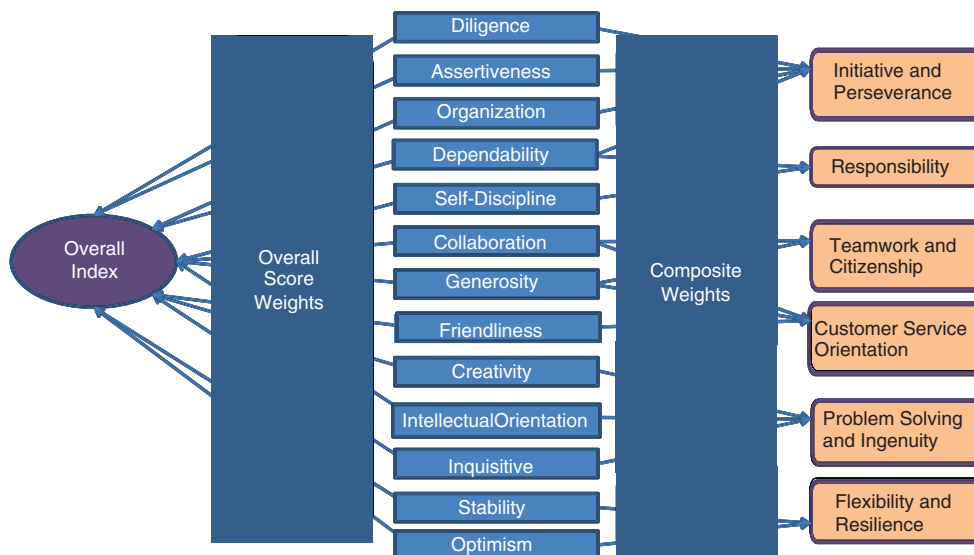 Overall
Index
Overall
Score
Weights
Diligence
Assertiveness
Organization
Dependability
Self-Discipline
Collaboration
Generosity
Friendliness
Creativity
IntellectualOrientation
Inquisitive
Stability
Optimism
Composite
Weights
Initiative and
Perseverance
Responsibility
Teamwork and
Citizenship
Customer Service
Orientation
Problem Solving
and Ingenuity
Flexibility and
Resilience